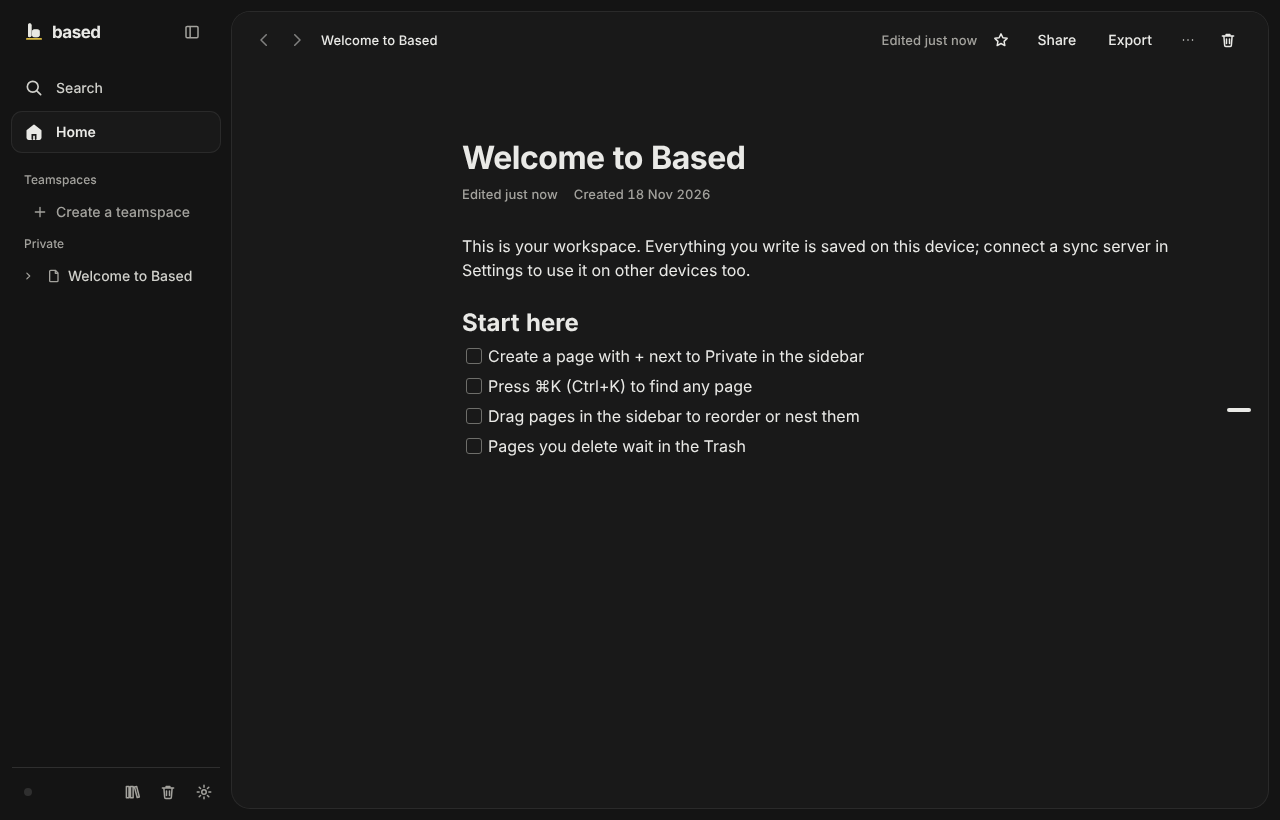 based
Search
Home
Teamspaces
Create a teamspace
Private
Welcome to Based
Welcome to Based
Edited just now
Share
Export
Welcome to Based
Edited just now Created 18 Nov 2026
This is your workspace. Everything you write is saved on this device; connect a sync server in
Settings to use it on other devices too.
Start here
Create a page with + next to Private in the sidebar
Press ⌘K (Ctrl+K) to find any page
Drag pages in the sidebar to reorder or nest them
Pages you delete wait in the Trash